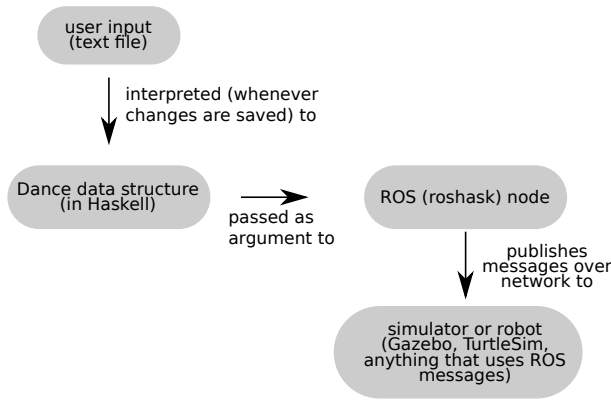 user input
(text file)
interpreted (whenever
changes are saved) to
Dance data structure
(in Haskell)
passed as
argument to
ROS (roshask) node
publishes
messages over
network to
simulator or robot
(Gazebo, TurtleSim,
anything that uses ROS
messages)